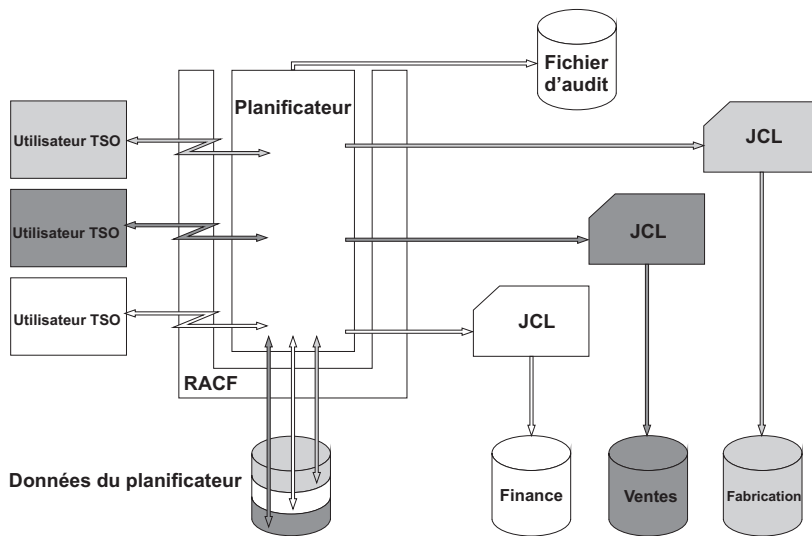 Fichier
d'audit
Planificateur
Utilisateur TSO
JCL
Utilisateur TSO
JCL
Utilisateur TSO
JCL
RACF
Données du planificateur
Finance
Ventes
Fabrication